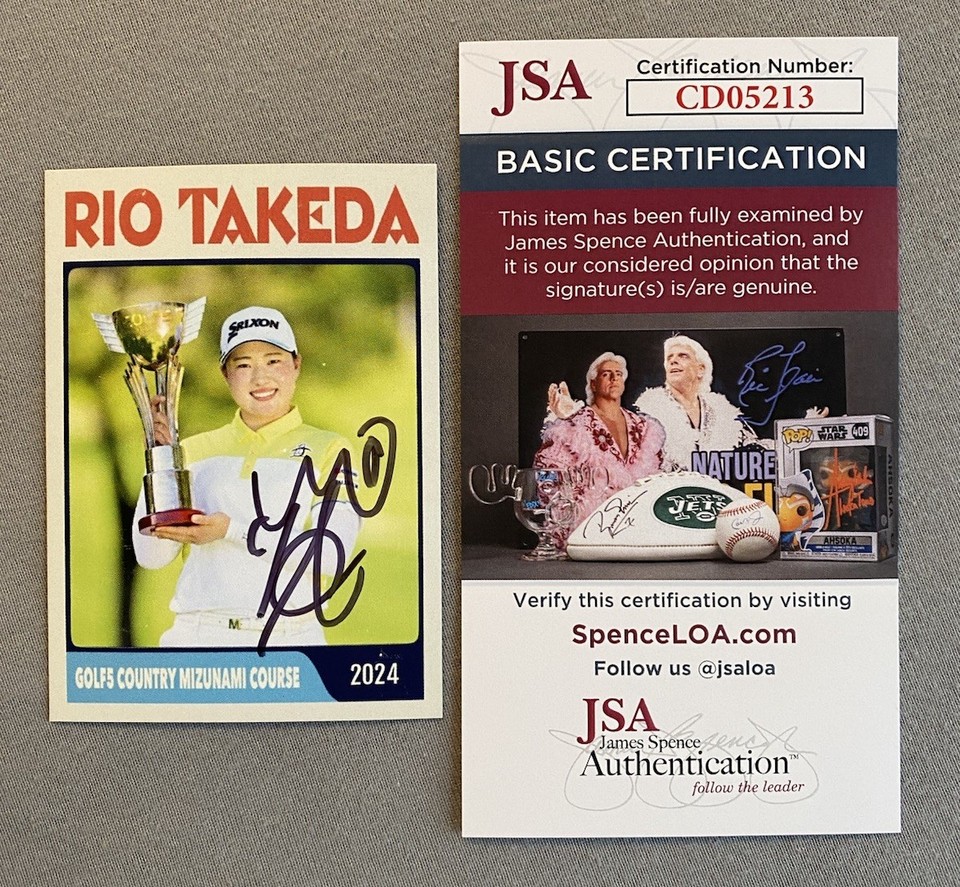 RIO TAKEDA
SRIXON
M
GOLF5 COUNTRY MIZUNAMI COURSE
2024
JSA
Certification Number:
CD05213
BASIC CERTIFICATION
This item has been fully examined by
James Spence Authentication, and
it is our considered opinion that the
signature(s) is/are genuine.
NATURE
JETS
POP!
STAR
WARS
409
AHSOKA
Verify this certification by visiting
SpenceLOA.com
Follow us @jsaloa
JSA
James Spence
Authentication™
follow the leader